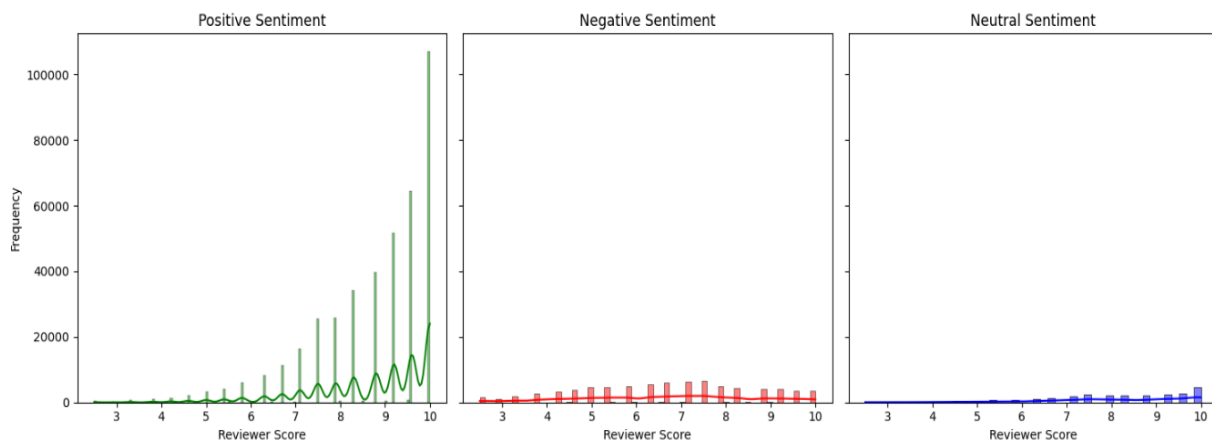 Positive Sentiment
Negative Sentiment
Neutral Sentiment
Frequency
100000
80000
60000
40000
20000
0
3 4 5 6 7 8 9 10
Reviewer Score
3 4 5 6 7 8 9 10
Reviewer Score
3 4 5 6 7 8 9 10
Reviewer Score